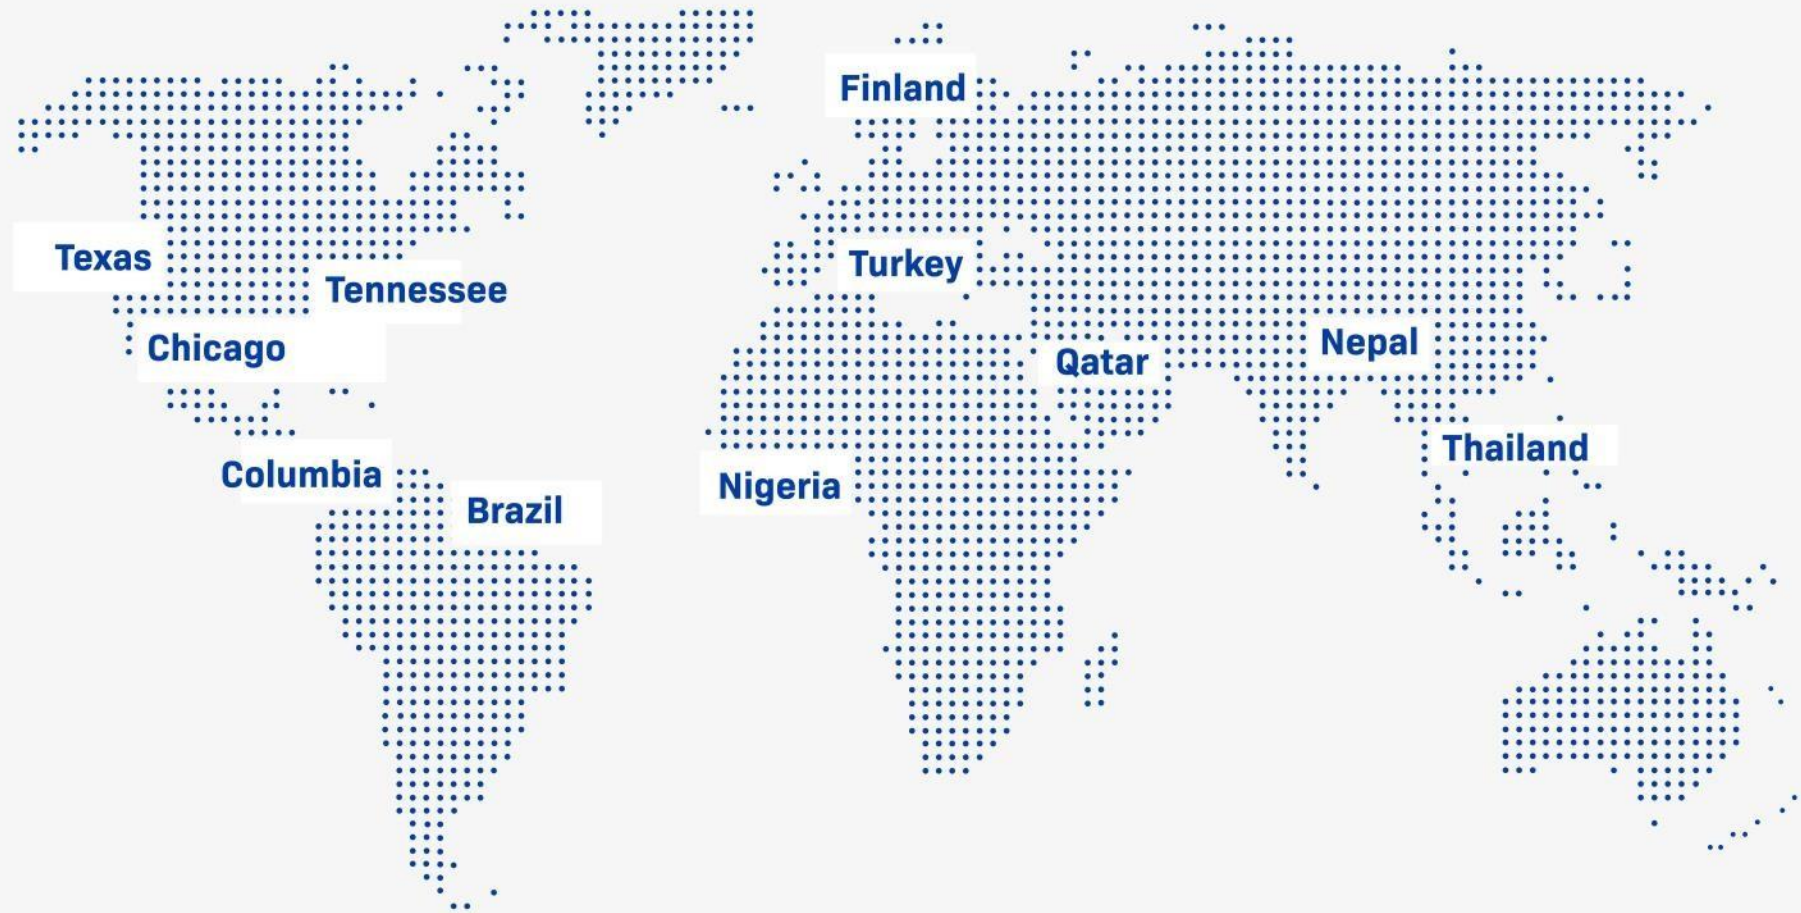 Finland
Texas
Turkey
Tennessee
Chicago
Nepal
Qatar
Thailand
Columbia
Nigeria
Brazil